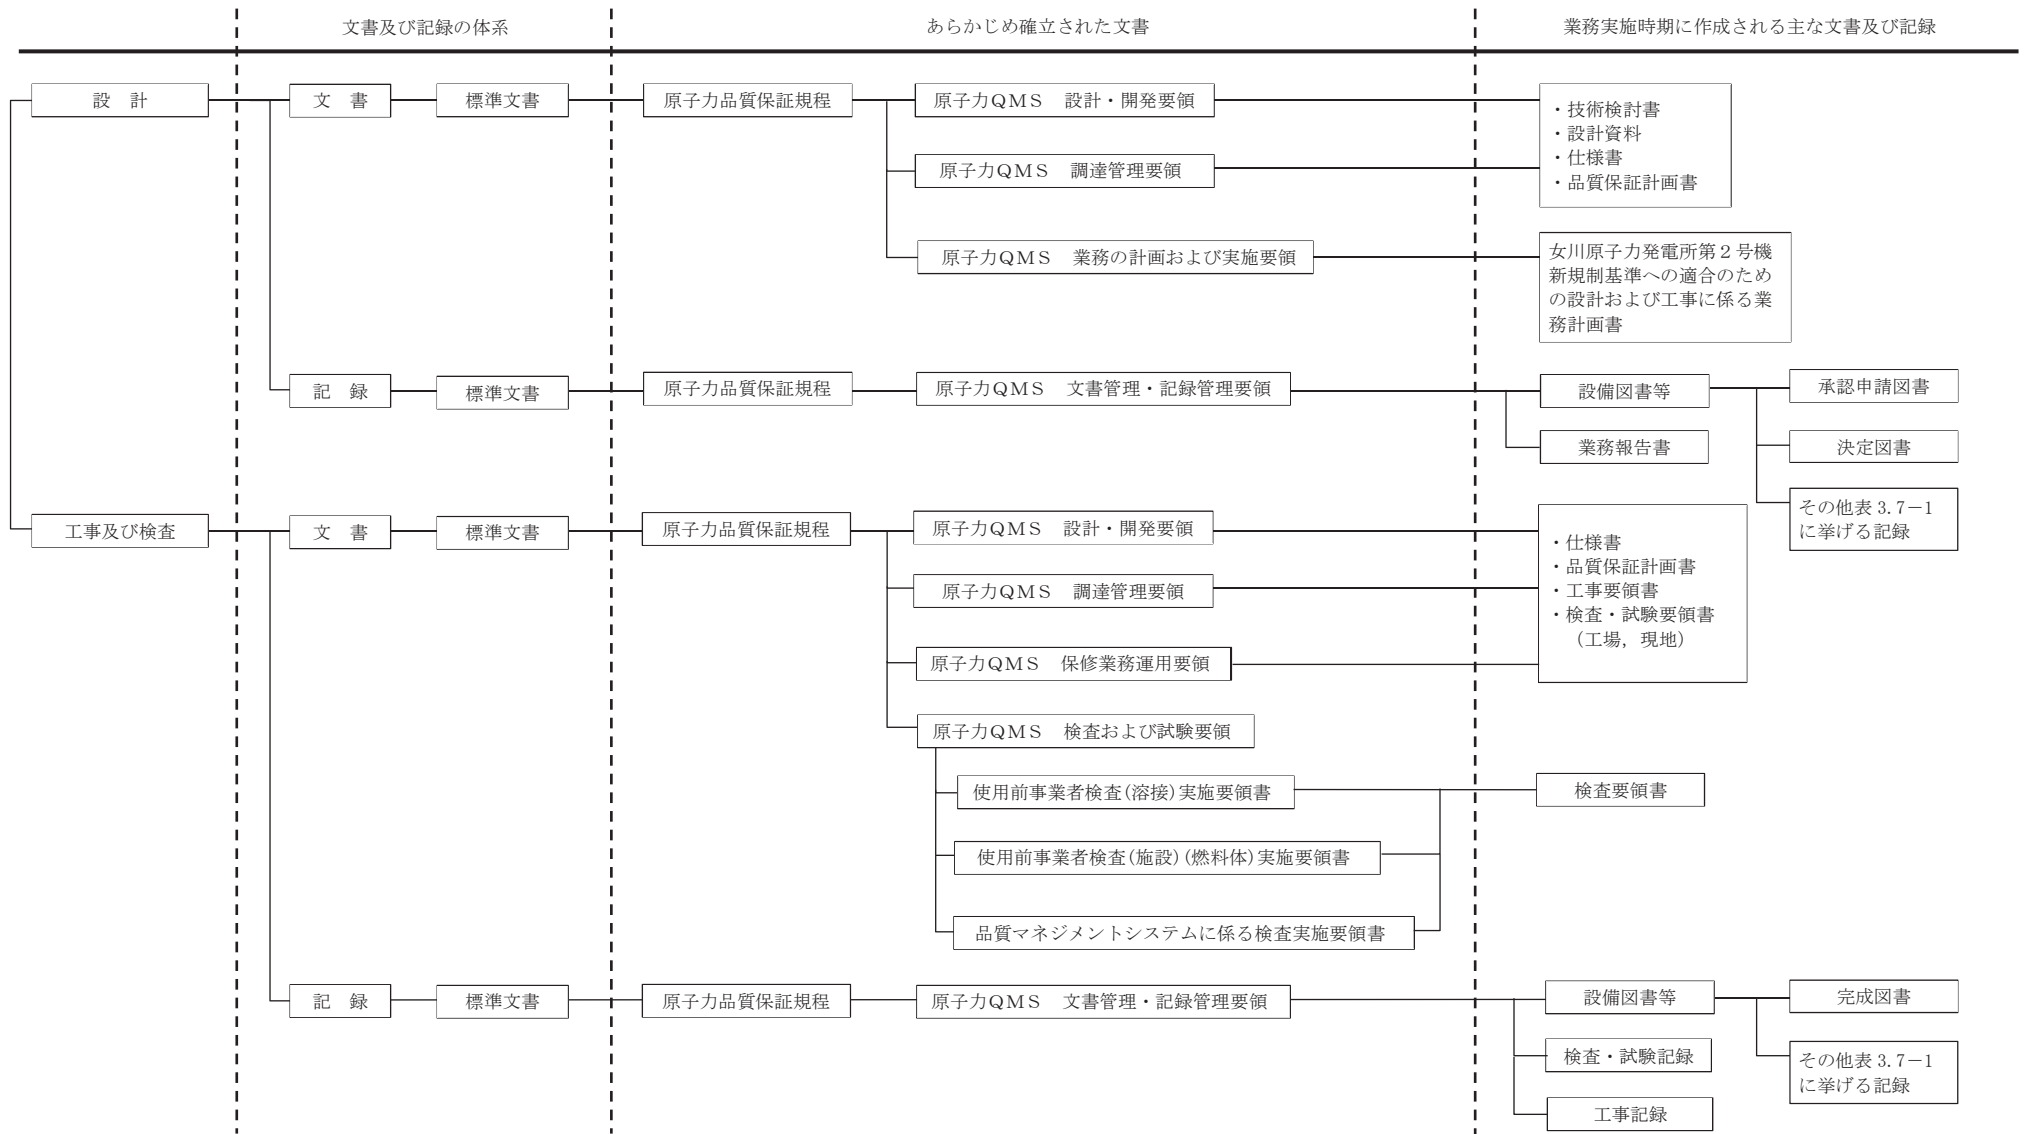 文書及び記録の体系
あらかじめ確立された文書
業務実施時期に作成される主な文書及び記録
設　計
文　書
標準文書
原子力品質保証規程
原子力QMS　設計・開発要領
・技術検討書
・設計資料
・仕様書
・品質保証計画書
原子力QMS　調達管理要領
原子力QMS　業務の計画および実施要領
女川原子力発電所第２号機
新規制基準への適合のため
の設計および工事に係る業
務計画書
記　録
標準文書
原子力品質保証規程
原子力QMS　文書管理・記録管理要領
設備図書等
承認申請図書
業務報告書
決定図書
その他表 3.7－1
に挙げる記録
工事及び検査
文　書
標準文書
原子力品質保証規程
原子力QMS　設計・開発要領
・仕様書
・品質保証計画書
・工事要領書
・検査・試験要領書
（工場，現地）
原子力QMS　調達管理要領
原子力QMS　保修業務運用要領
原子力QMS　検査および試験要領
使用前事業者検査(溶接)実施要領書
検査要領書
使用前事業者検査(施設)(燃料体)実施要領書
品質マネジメントシステムに係る検査実施要領書
記　録
標準文書
原子力品質保証規程
原子力QMS　文書管理・記録管理要領
設備図書等
完成図書
検査・試験記録
その他表 3.7－1
に挙げる記録
工事記録